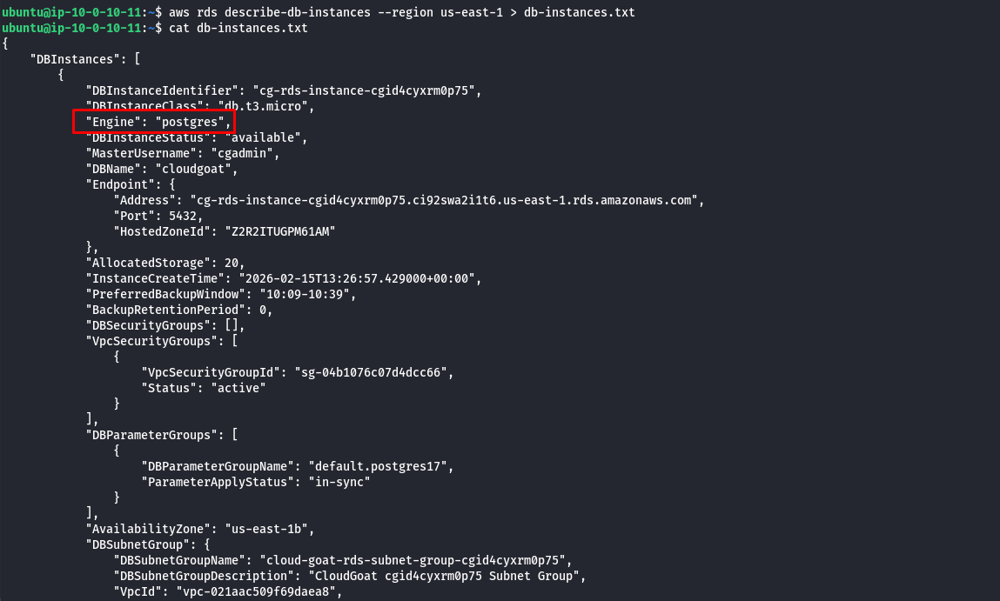 ubuntu@ip-10-0-10-11:~$ aws rds describe-db-instances --region us-east-1 > db-instances.txt
ubuntu@ip-10-0-10-11:~$ cat db-instances.txt
{
    "DBInstances": [
        {
            "DBInstanceIdentifier": "cg-rds-instance-cgid4cyxrm0p75",
            "DBInstanceClass": "db.t3.micro",
            "Engine": "postgres",
            "DBInstanceStatus": "available",
            "MasterUsername": "cgadmin",
            "DBName": "cloudgoat",
            "Endpoint": {
                "Address": "cg-rds-instance-cgid4cyxrm0p75.ci92swa2i1t6.us-east-1.rds.amazonaws.com",
                "Port": 5432,
                "HostedZoneId": "Z2R2ITUGPM61AM"
            },
            "AllocatedStorage": 20,
            "InstanceCreateTime": "2026-02-15T13:26:57.429000+00:00",
            "PreferredBackupWindow": "10:09-10:39",
            "BackupRetentionPeriod": 0,
            "DBSecurityGroups": [],
            "VpcSecurityGroups": [
                {
                    "VpcSecurityGroupId": "sg-04b1076c07d4dcc66",
                    "Status": "active"
                }
            ],
            "DBParameterGroups": [
                {
                    "DBParameterGroupName": "default.postgres17",
                    "ParameterApplyStatus": "in-sync"
                }
            ],
            "AvailabilityZone": "us-east-1b",
            "DBSubnetGroup": {
                "DBSubnetGroupName": "cloud-goat-rds-subnet-group-cgid4cyxrm0p75",
                "DBSubnetGroupDescription": "CloudGoat cgid4cyxrm0p75 Subnet Group",
                "VpcId": "vpc-021aac509f69daea8",